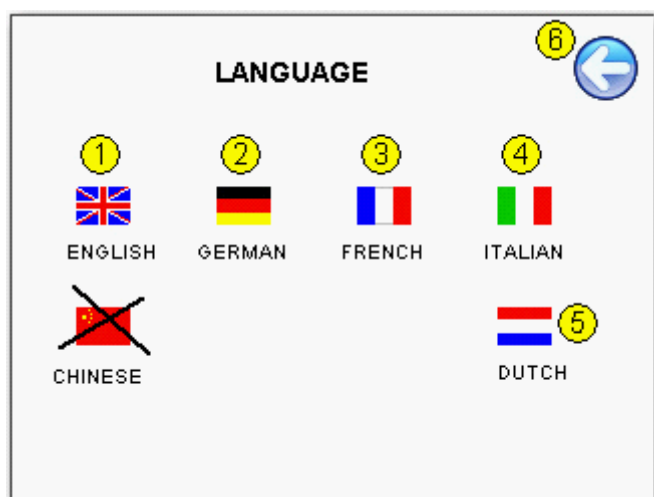 6
LANGUAGE
1 2 3 4
ENGLISH GERMAN FRENCH ITALIAN
5
CHINESE DUTCH